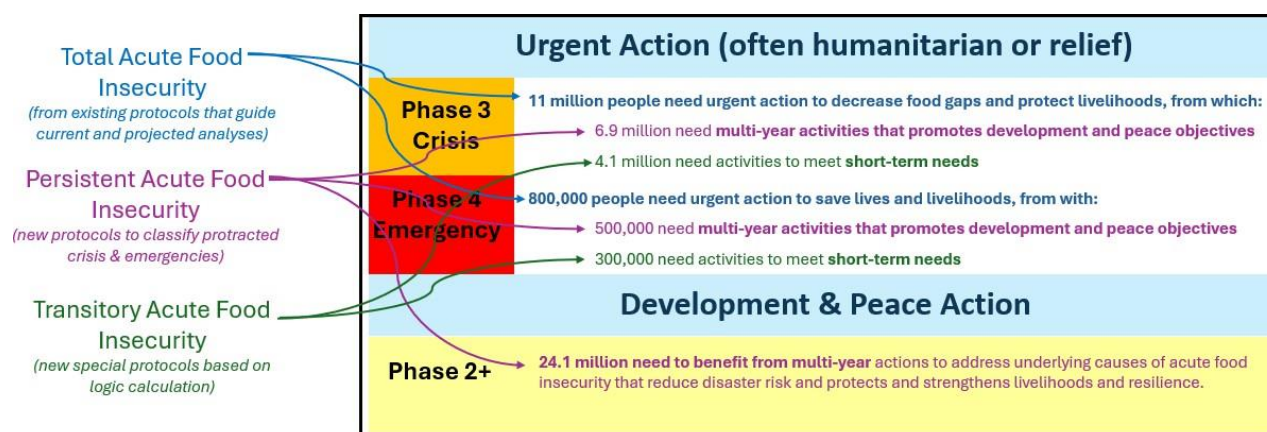 Total Acute Food
Insecurity
(from existing protocols that guide
current and projected analyses)
Persistent Acute Food
Insecurity
(new protocols to classify protracted
crisis & emergencies)
Transitory Acute Food
Insecurity
(new special protocols based on
logic calculation)
Urgent Action (often humanitarian or relief)
Phase 3
Crisis
11 million people need urgent action to decrease food gaps and protect livelihoods, from which:
6.9 million need multi-year activities that promotes development and peace objectives
4.1 million need activities to meet short-term needs
Phase 4
Emergency
800,000 people need urgent action to save lives and livelihoods, from with:
500,000 need multi-year activities that promotes development and peace objectives
300,000 need activities to meet short-term needs
Development & Peace Action
Phase 2+
24.1 million need to benefit from multi-year actions to address underlying causes of acute food
insecurity that reduce disaster risk and protects and strengthens livelihoods and resilience.